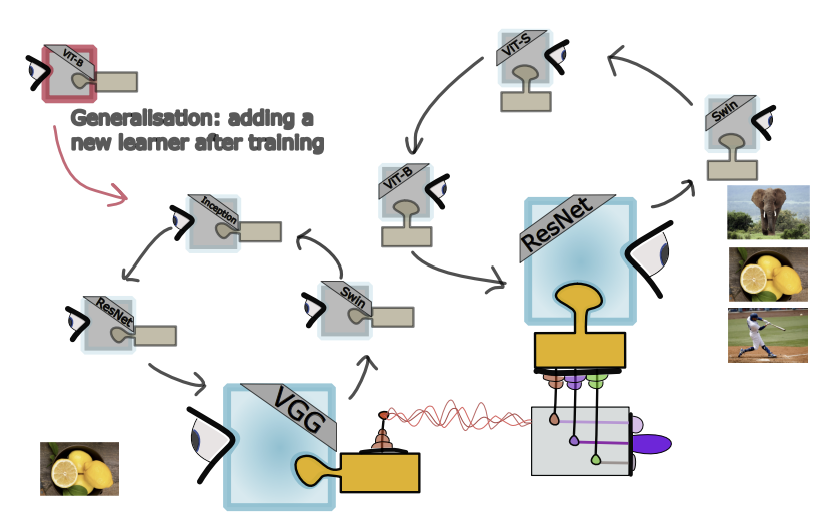 ViT-B
Generalisation: adding a
new learner after training
Inception
ResNet
Swin
VGG
ViT-S
Swin
ViT-B
ResNet